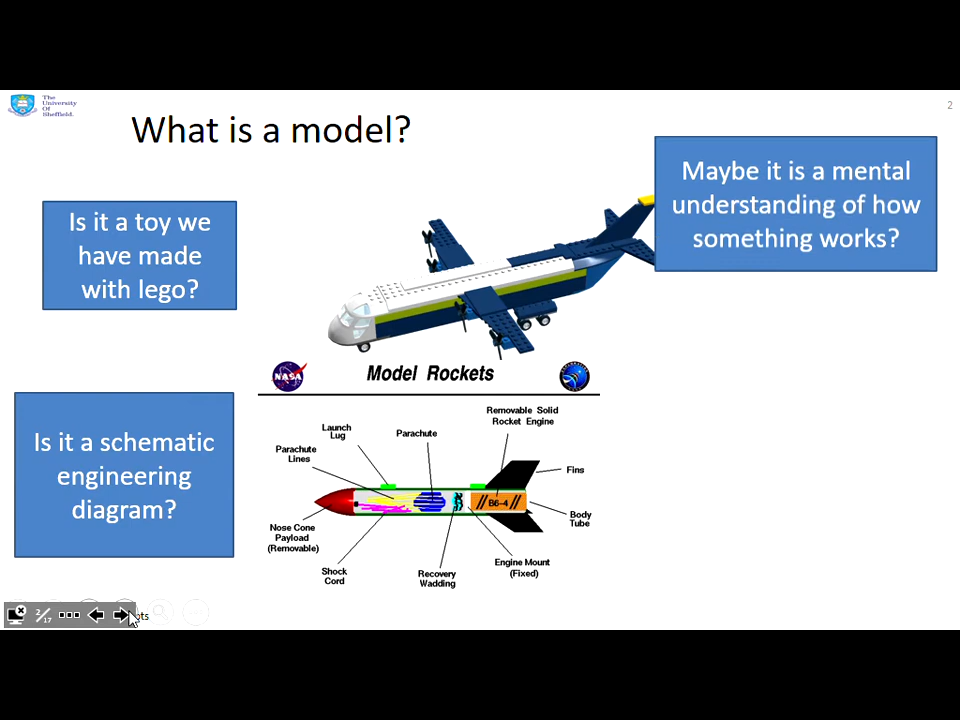 The
University
Of
Sheffield.
2
What is a model?
Maybe it is a mental
understanding of how
something works?
Is it a toy we
have made
with lego?
NASA
Model Rockets
Is it a schematic
engineering
diagram?
Removable Solid
Rocket Engine
Launch
Lug
Parachute
Parachute
Lines
Fins
B6-4
Body
Tube
Nose Cone
Payload
(Removable)
Shock
Cord
Recovery
Wadding
Engine Mount
(Fixed)
2/17